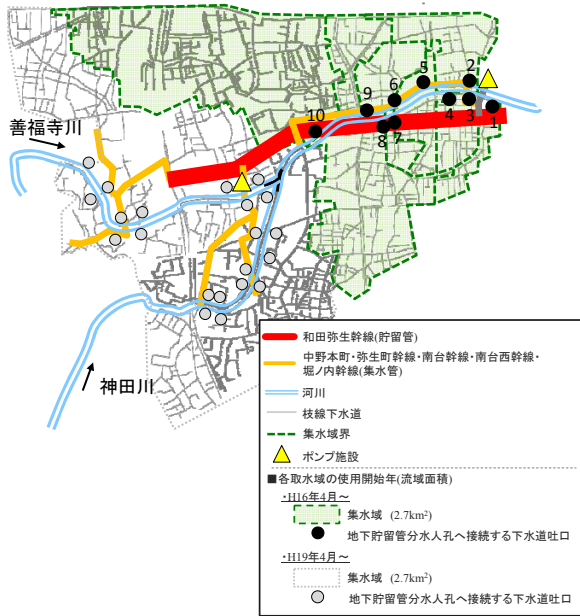 善福寺川
神田川
10
9
8
7
6
5
4
3
2
1
和田弥生幹線(貯留管)
中野本町・弥生町幹線・南台幹線・南台西幹線・
堀ノ内幹線(集水管)
河川
枝線下水道
集水域界
ポンプ施設
■各取水域の使用開始年(流域面積)
・H16年4月～
集水域 (2.7km²)
地下貯留管分水人孔へ接続する下水道吐口
・H19年4月～
集水域 (2.7km²)
地下貯留管分水人孔へ接続する下水道吐口